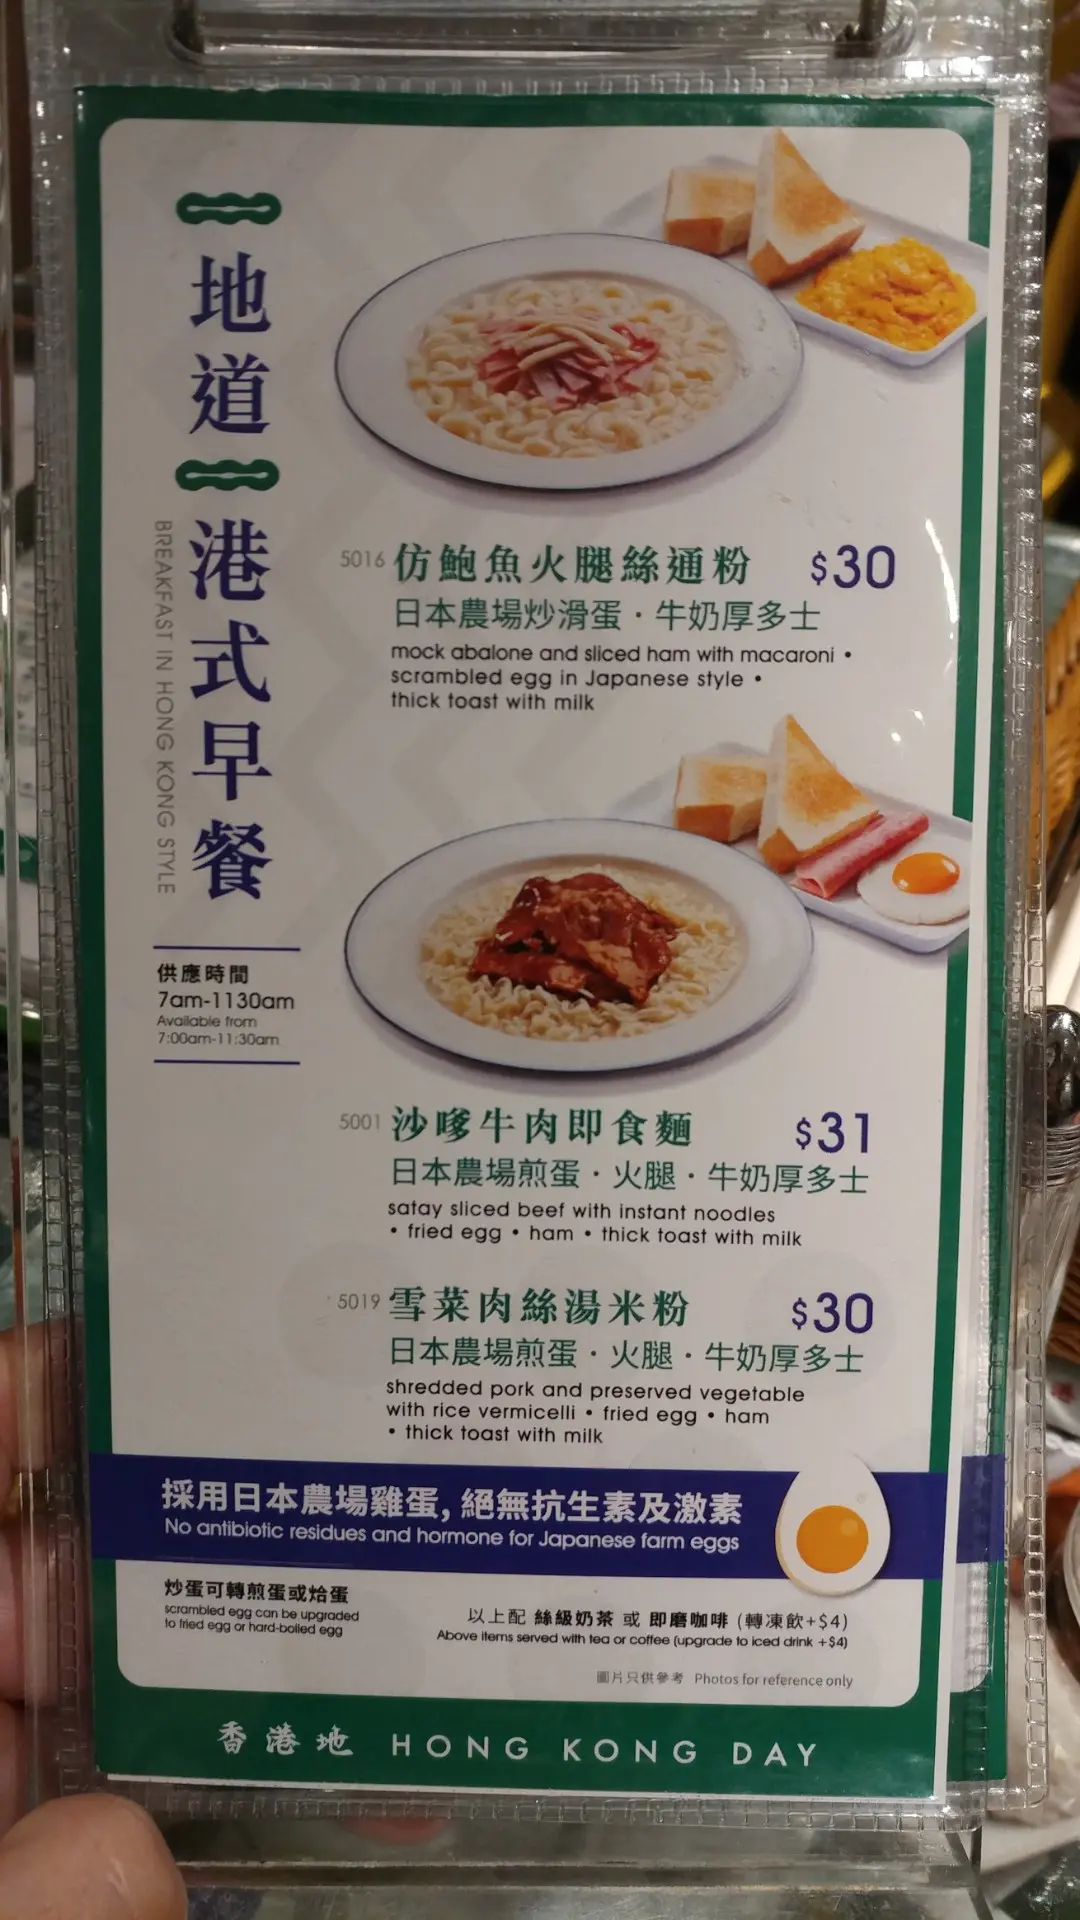 地道港式早餐
BREAKFAST IN HONG KONG STYLE
供應時間
7am-1130am
Available from
7:00am-11:30am
5016 仿鮑魚火腿絲通粉 $30
日本農場炒滑蛋・牛奶厚多士
mock abalone and sliced ham with macaroni •
scrambled egg in Japanese style •
thick toast with milk
5001 沙嗲牛肉即食麵 $31
日本農場煎蛋・火腿・牛奶厚多士
satay sliced beef with instant noodles
• fried egg • ham • thick toast with milk
5019 雪菜肉絲湯米粉 $30
日本農場煎蛋・火腿・牛奶厚多士
shredded pork and preserved vegetable
with rice vermicelli • fried egg • ham
• thick toast with milk
採用日本農場雞蛋, 絕無抗生素及激素
No antibiotic residues and hormone for Japanese farm eggs
炒蛋可轉煎蛋或烚蛋
scrambled egg can be upgraded
to fried egg or hard-boiled egg
以上配 絲級奶茶 或 即磨咖啡 (轉凍飲+$4)
Above items served with tea or coffee (upgrade to iced drink +$4)
圖片只供參考 Photos for reference only
香港地 HONG KONG DAY